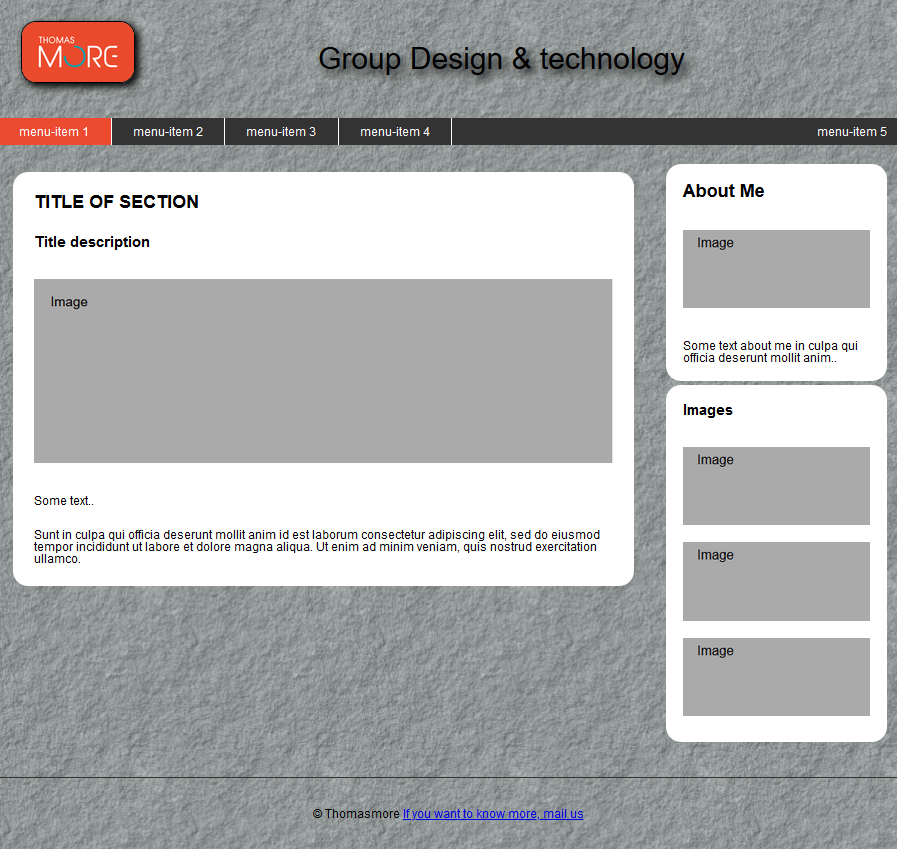 THOMAS
MORE
Group Design & technology
menu-item 1
menu-item 2
menu-item 3
menu-item 4
menu-item 5
TITLE OF SECTION
Title description
Image
Some text..
Sunt in culpa qui officia deserunt mollit anim id est laborum consectetur adipiscing elit, sed do eiusmod
tempor incididunt ut labore et dolore magna aliqua. Ut enim ad minim veniam, quis nostrud exercitation
ullamco.
About Me
Image
Some text about me in culpa qui
officia deserunt mollit anim..
Images
Image
Image
Image
© Thomasmore If you want to know more, mail us